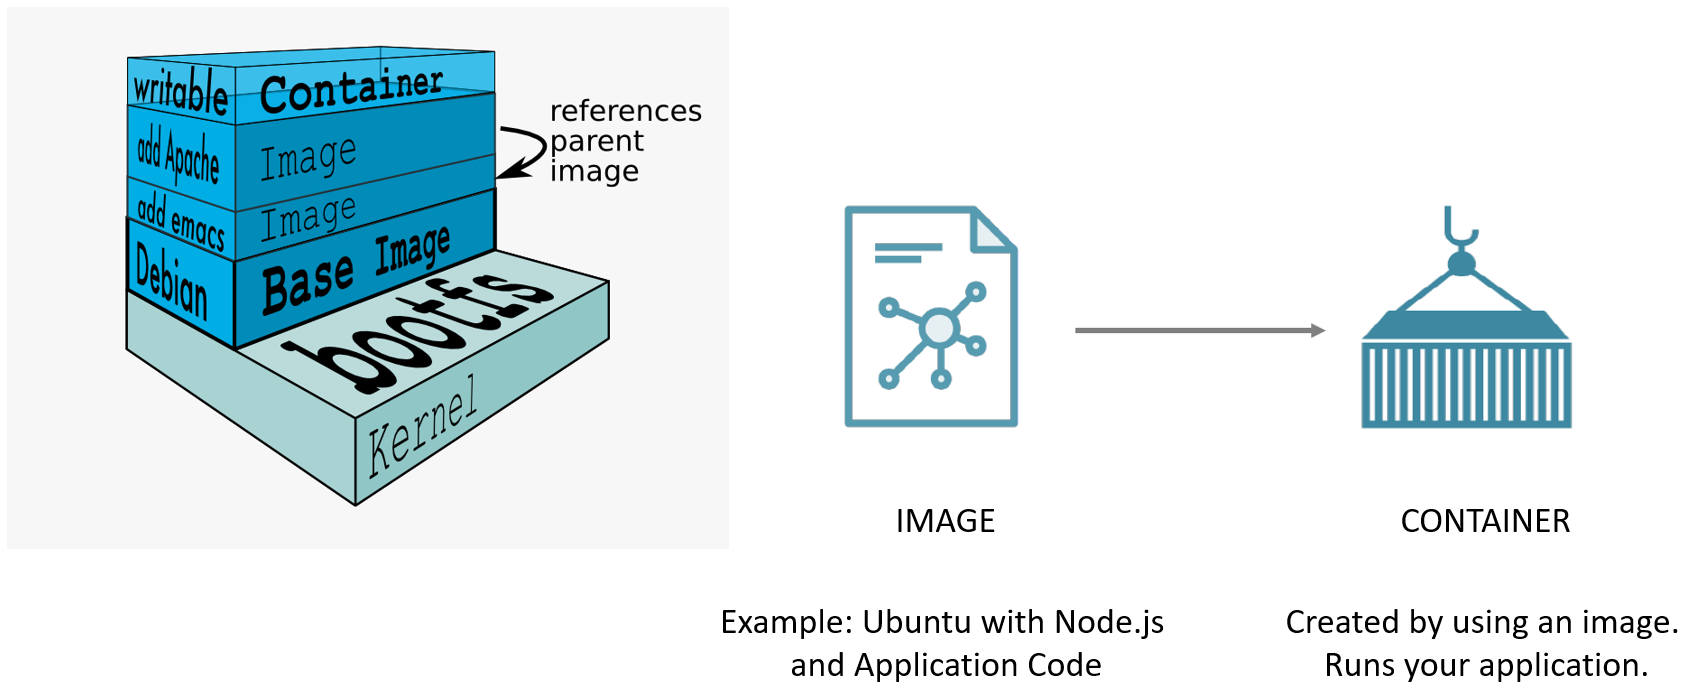 writable Container
add Apache Image
add emacs Image
Debian Base Image
bootfs
Kernel
references
parent
image
IMAGE
Example: Ubuntu with Node.js
and Application Code
CONTAINER
Created by using an image.
Runs your application.